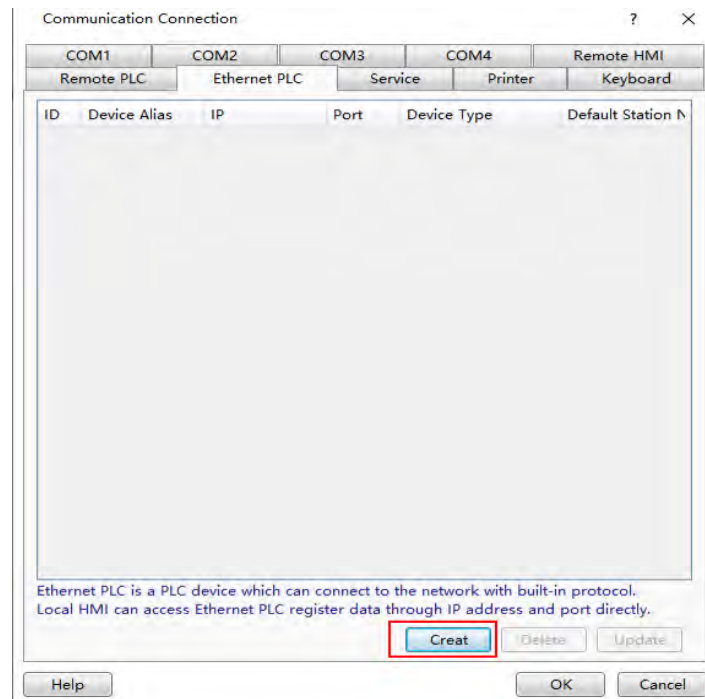 Communication Connection ? ×
COM1 COM2 COM3 COM4 Remote HMI
Remote PLC Ethernet PLC Service Printer Keyboard
ID Device Alias IP Port Device Type Default Station N
Ethernet PLC is a PLC device which can connect to the network with built-in protocol.
Local HMI can access Ethernet PLC register data through IP address and port directly.
Creat Delete Update
Help OK Cancel